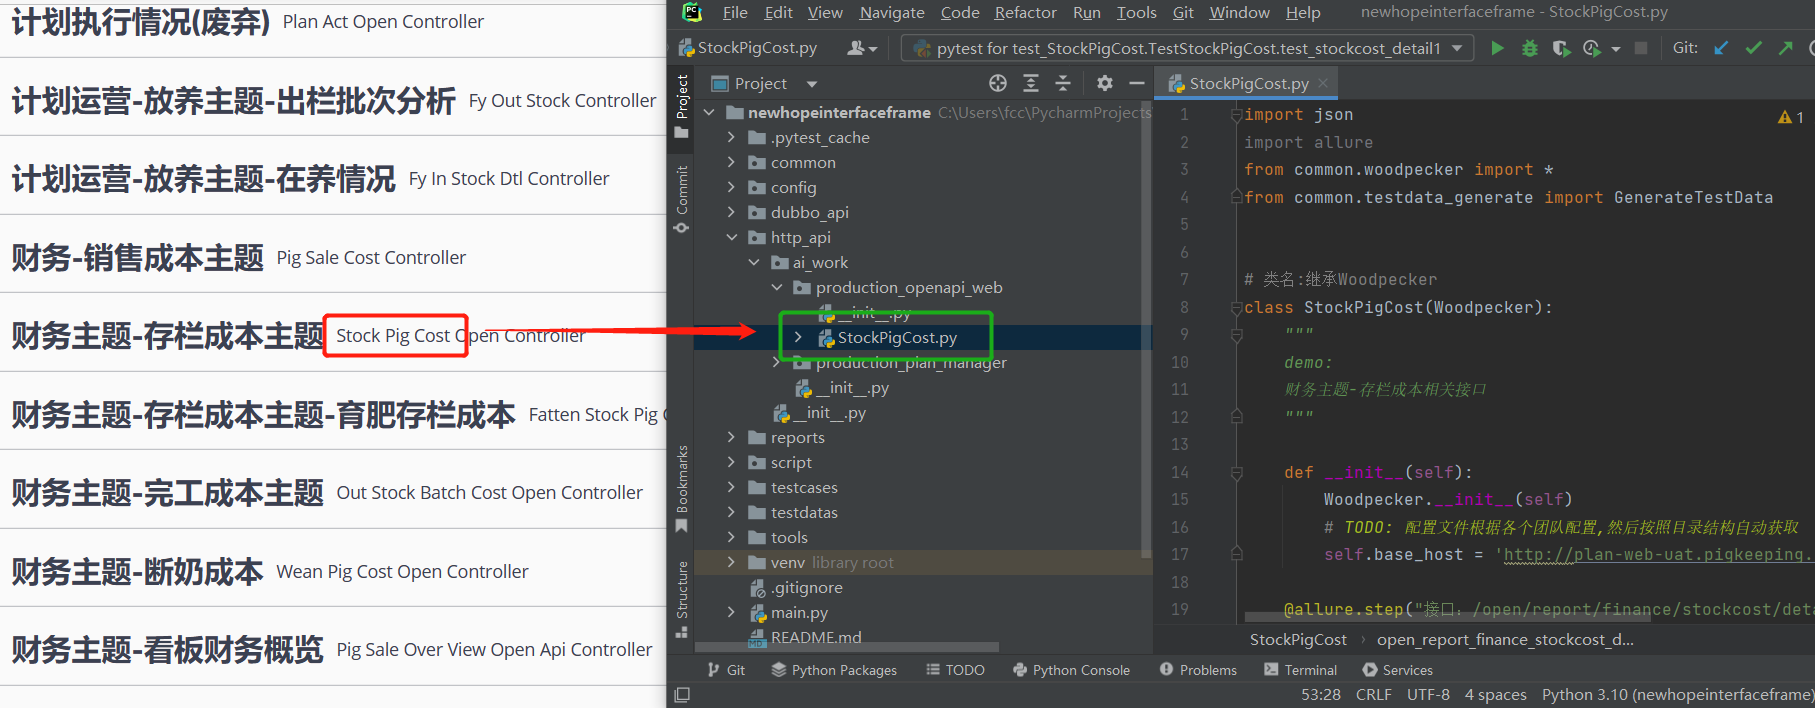 计划执行情况(废弃) Plan Act Open Controller
计划运营-放养主题-出栏批次分析 Fy Out Stock Controller
计划运营-放养主题-在养情况 Fy In Stock Dtl Controller
财务-销售成本主题 Pig Sale Cost Controller
财务主题-存栏成本主题 Stock Pig Cost Open Controller
财务主题-存栏成本主题-育肥存栏成本 Fatten Stock Pig
财务主题-完工成本主题 Out Stock Batch Cost Open Controller
财务主题-断奶成本 Wean Pig Cost Open Controller
财务主题-看板财务概览 Pig Sale Over View Open Api Controller
File Edit View Navigate Code Refactor Run Tools Git Window Help newhopeinterfaceframe - StockPigCost.py
StockPigCost.py pytest for test_StockPigCost.TestStockPigCost.test_stockcost_detail1 Git:
Project
Commit
Bookmarks
Structure
Project
newhopeinterfaceframe C:\Users\fcc\PycharmProjects
.pytest_cache
common
config
dubbo_api
http_api
ai_work
production_openapi_web
__init__.py
StockPigCost.py
production_plan_manager
__init__.py
__init__.py
reports
script
testcases
testdatas
tools
venv library root
.gitignore
main.py
README.md
StockPigCost.py
1
1 import json
2 import allure
3 from common.woodpecker import *
4 from common.testdata_generate import GenerateTestData
5
6
7 # 类名:继承Woodpecker
8 class StockPigCost(Woodpecker):
9 """
10 demo:
11 财务主题-存栏成本相关接口
12 """
13
14 def __init__(self):
15 Woodpecker.__init__(self)
16 # TODO: 配置文件根据各个团队配置,然后按照目录结构自动获取
17 self.base_host = 'http://plan-web-uat.pigkeeping.
18
19 @allure.step("接口：/open/report/finance/stockcost/deta
StockPigCost open_report_finance_stockcost_d...
Git Python Packages TODO Python Console Problems Terminal Services
53:28 CRLF UTF-8 4 spaces Python 3.10 (newhopeinterfaceframe)